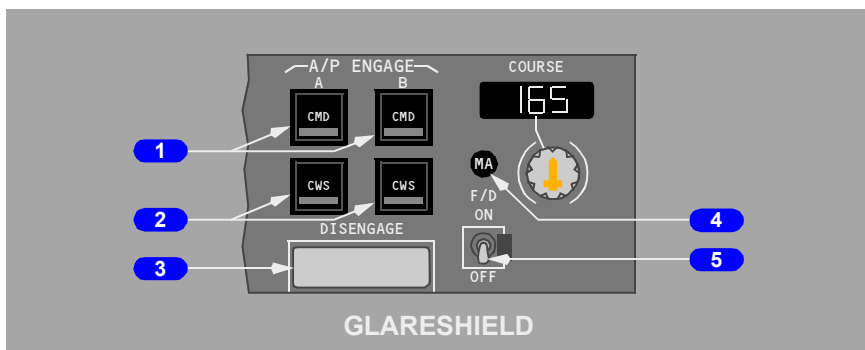 A/P ENGAGE
A B
COURSE
165
CMD CMD
1
MA
CWS CWS
2
F/D
ON
4
DISENGAGE
3
5
OFF
GLARESHIELD